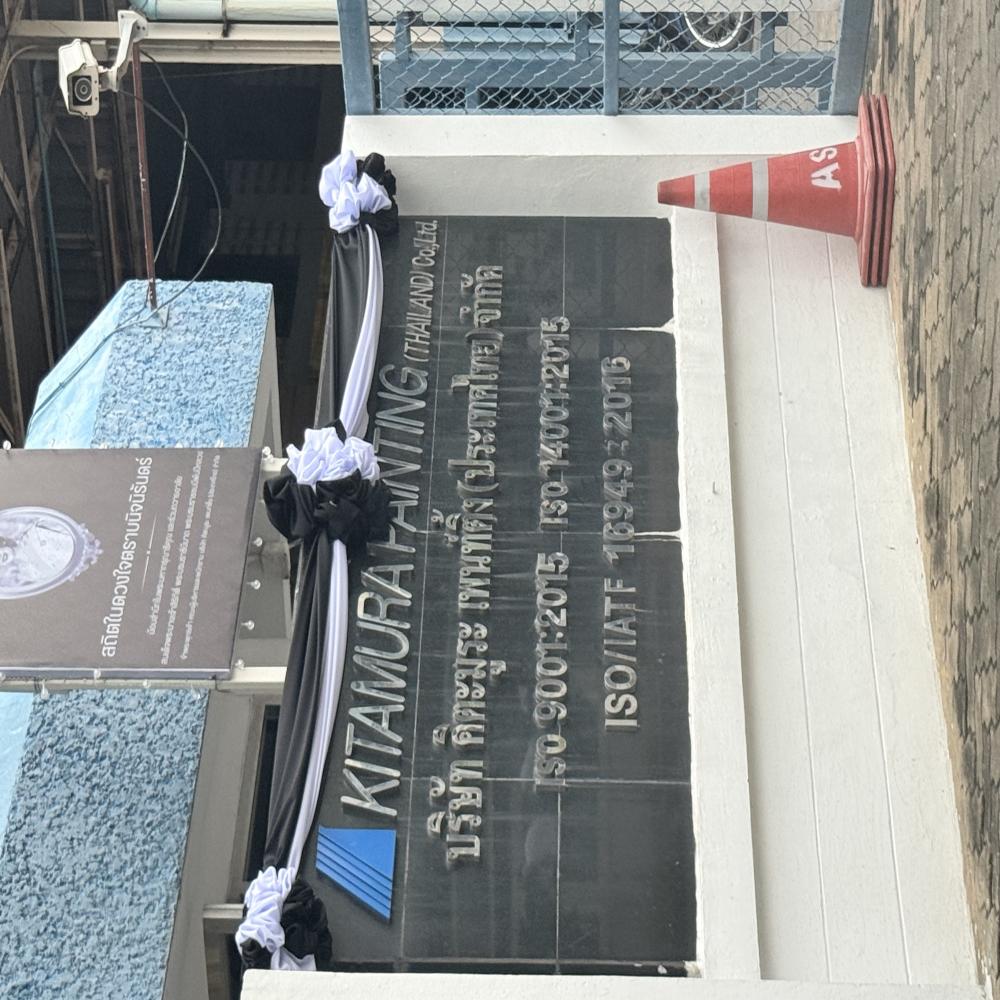 KITAMURA PAINTING (THAILAND) Co.,Ltd.
บริษัท คิตะมูระ เพ้นท์ติ้ง (ประเทศไทย) จำกัด
ISO 9001:2015 ISO 14001:2015
ISO/IATF 16949 : 2016
สถิตในดวงใจตราบนิจนิรันดร์
AS